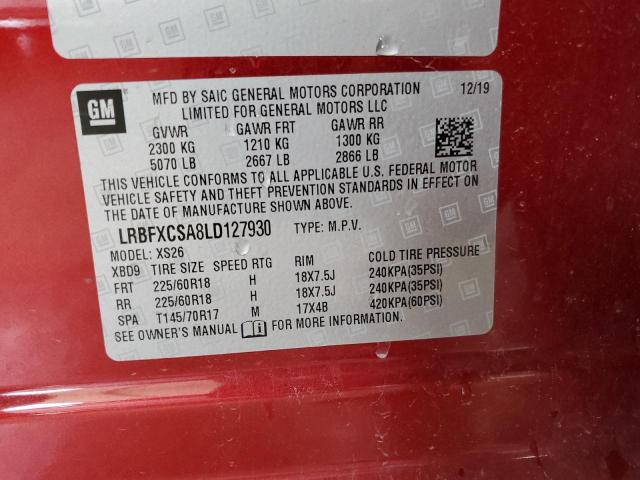 GM
MFD BY SAIC GENERAL MOTORS CORPORATION 12/19
LIMITED FOR GENERAL MOTORS LLC
GVWR GAWR FRT GAWR RR
2300 KG 1210 KG 1300 KG
5070 LB 2667 LB 2866 LB
THIS VEHICLE CONFORMS TO ALL APPLICABLE U.S. FEDERAL MOTOR
VEHICLE SAFETY AND THEFT PREVENTION STANDARDS IN EFFECT ON
THE DATE OF MANUFACTURE SHOWN ABOVE.
LRBFXCSA8LD127930 TYPE: M.P.V.
MODEL: XS26
XBD9 TIRE SIZE SPEED RTG RIM COLD TIRE PRESSURE
FRT 225/60R18 H 18X7.5J 240KPA(35PSI)
RR 225/60R18 H 18X7.5J 240KPA(35PSI)
SPA T145/70R17 M 17X4B 420KPA(60PSI)
SEE OWNER'S MANUAL FOR MORE INFORMATION.